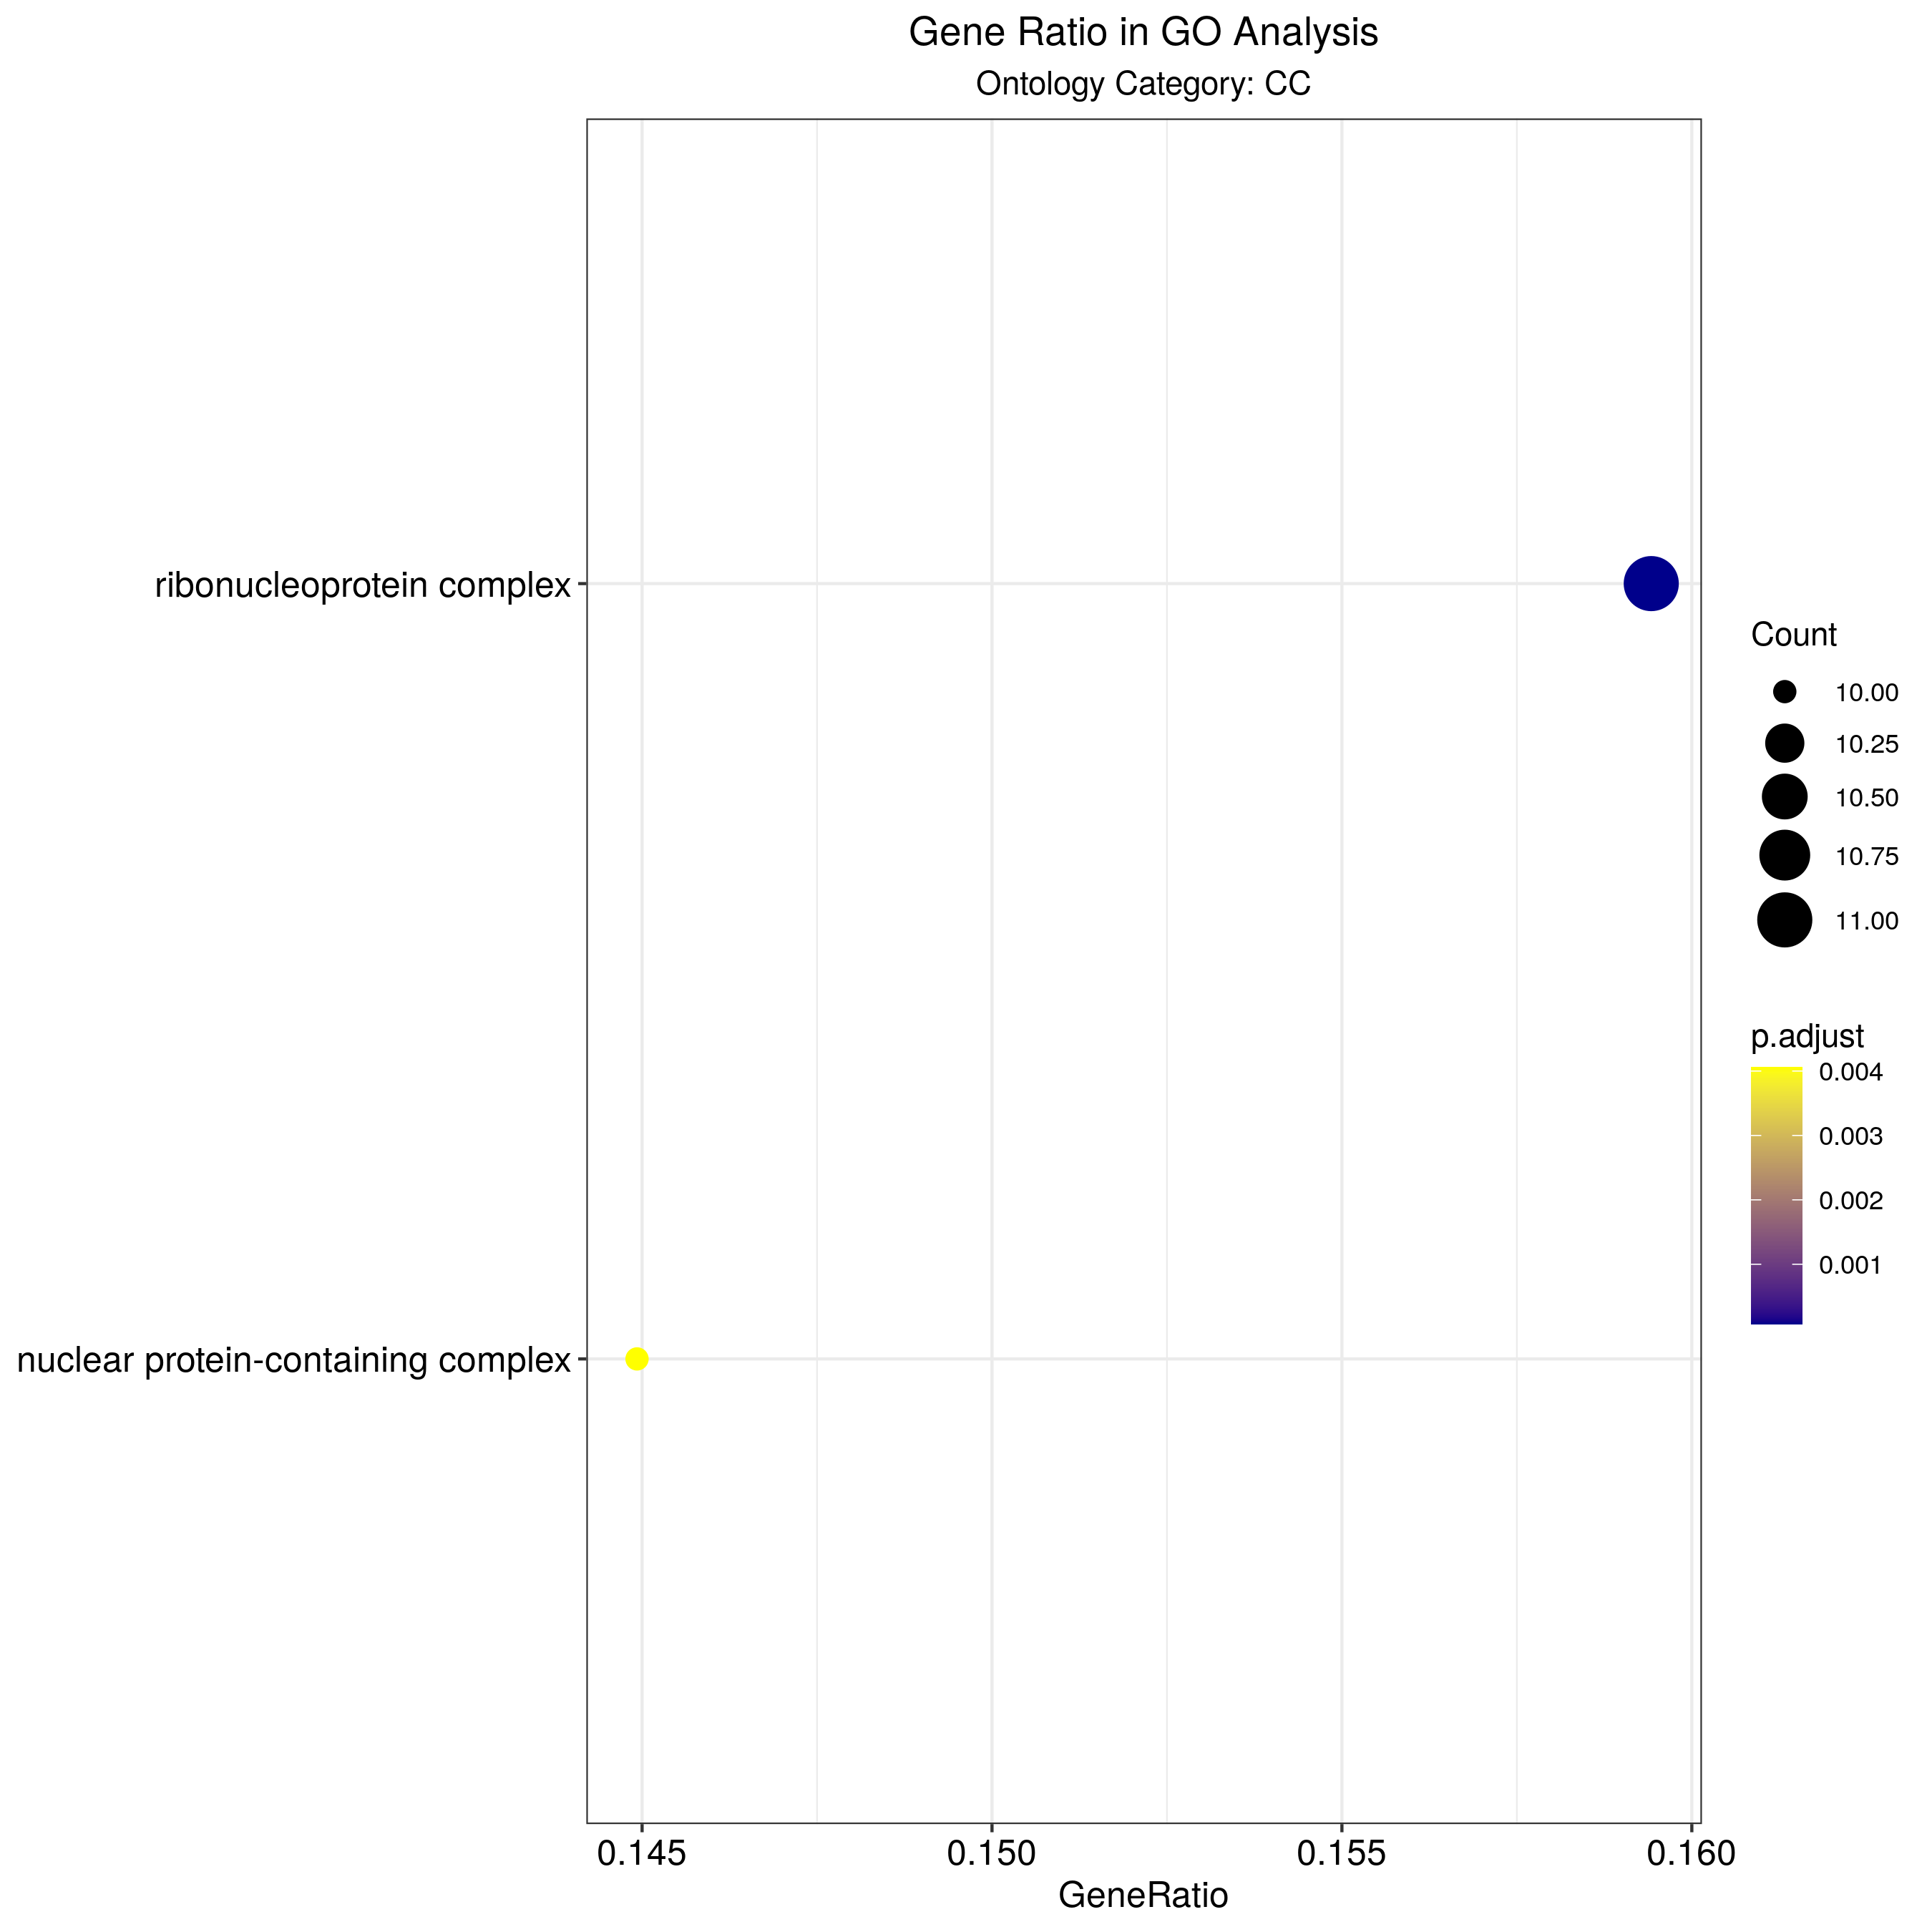 Gene Ratio in GO Analysis
Ontology Category: CC
ribonucleoprotein complex
nuclear protein-containing complex
0.145
0.150
0.155
0.160
GeneRatio
Count
10.00
10.25
10.50
10.75
11.00
p.adjust
0.004
0.003
0.002
0.001